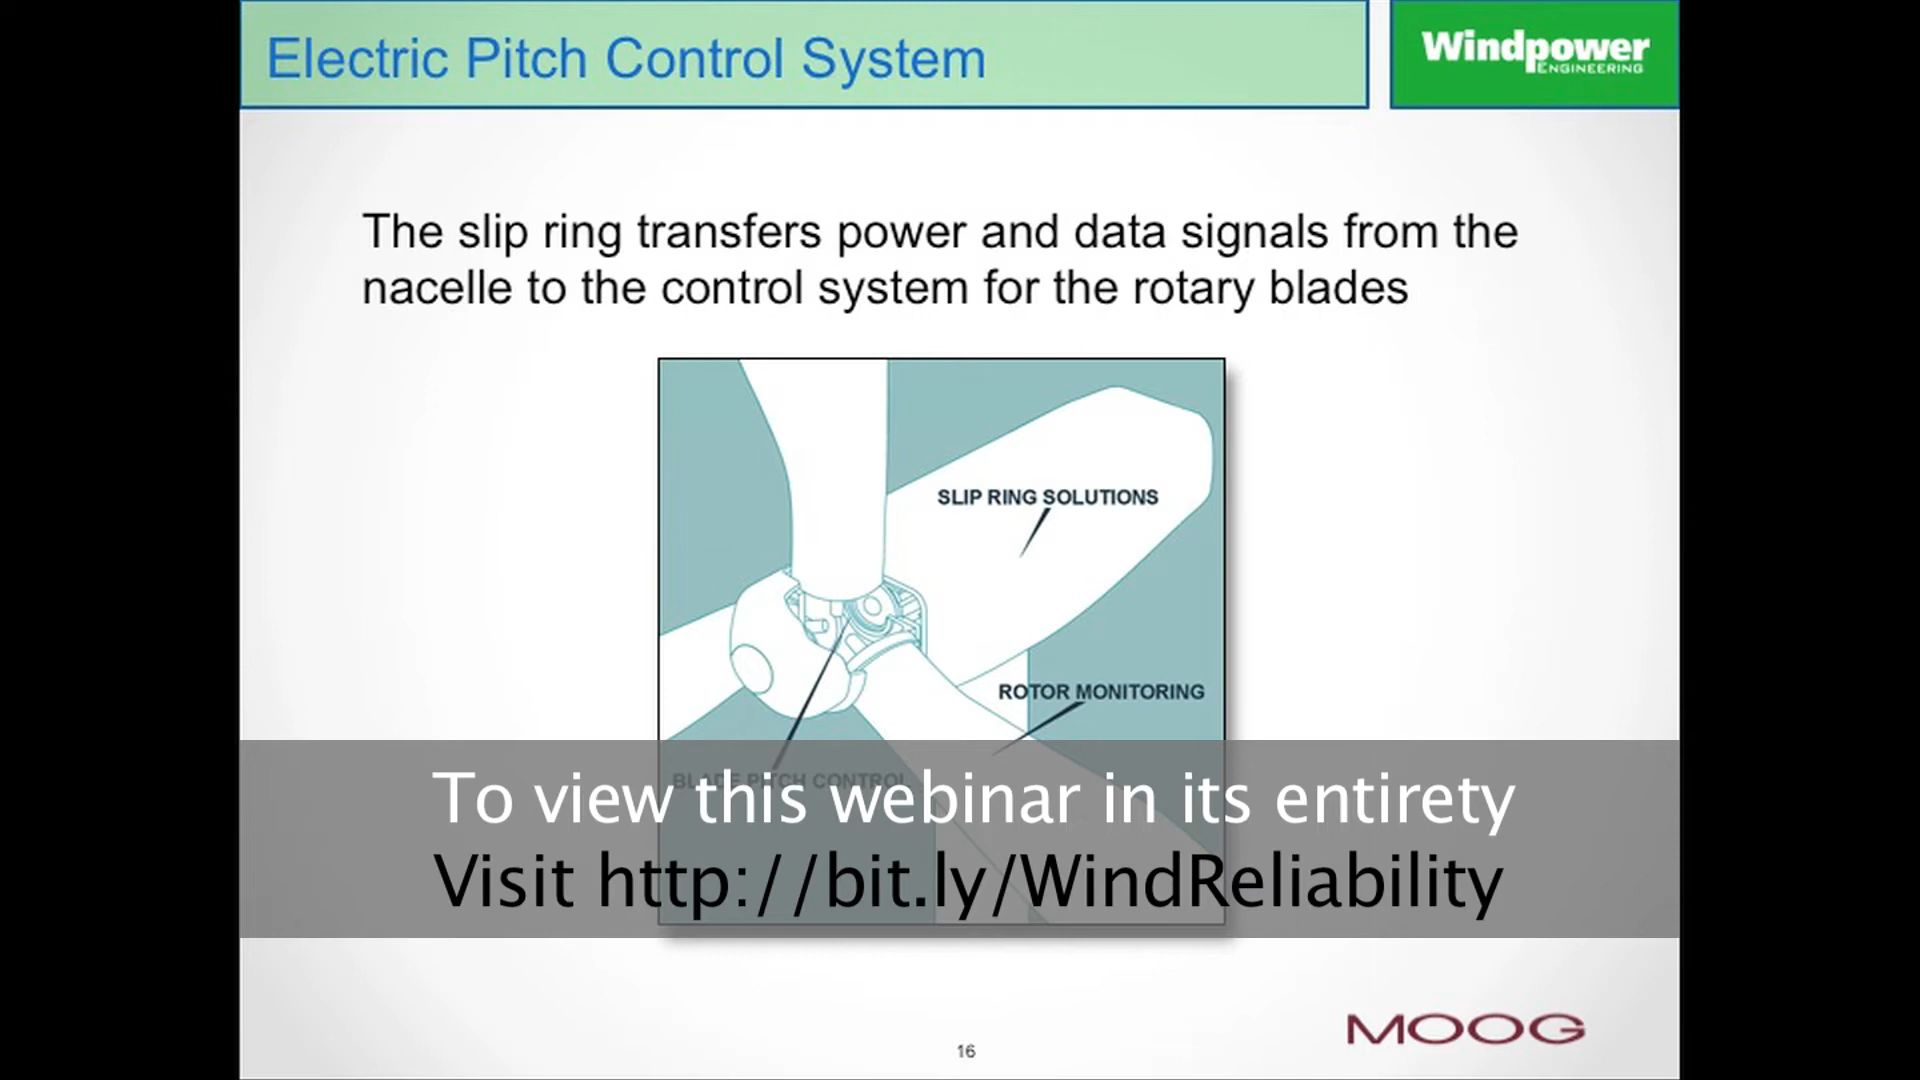 Electric Pitch Control System
Windpower
ENGINEERING
The slip ring transfers power and data signals from the
nacelle to the control system for the rotary blades
SLIP RING SOLUTIONS
ROTOR MONITORING
BLADE PITCH CONTROL
To view this webinar in its entirety
Visit http://bit.ly/WindReliability
MOOG
16